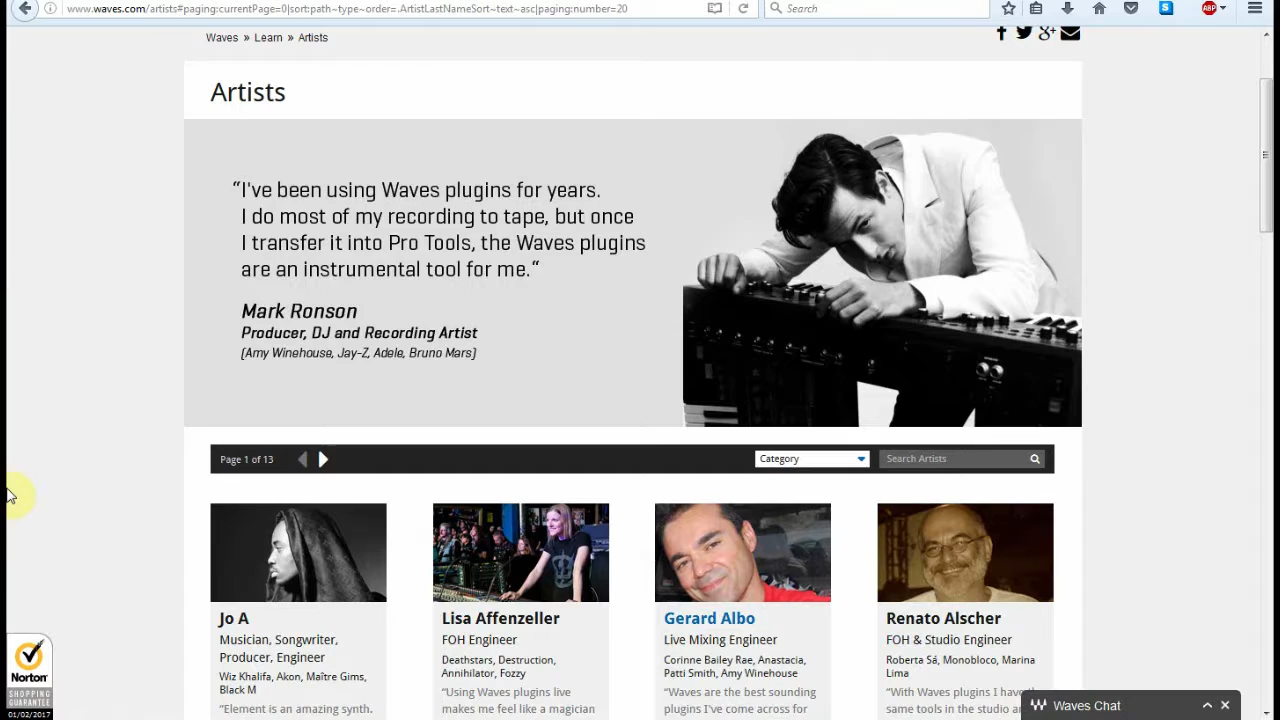 www.waves.com/artists#paging:currentPage=0|sort:path~type~order=.ArtistLastNameSort~text~asc|paging:number=20
Search
ABP
Waves » Learn » Artists
Artists
“I've been using Waves plugins for years.
I do most of my recording to tape, but once
I transfer it into Pro Tools, the Waves plugins
are an instrumental tool for me.“
Mark Ronson
Producer, DJ and Recording Artist
[Amy Winehouse, Jay-Z, Adele, Bruno Mars]
Page 1 of 13
Category
Search Artists
Jo A
Musician, Songwriter,
Producer, Engineer
Wiz Khalifa, Akon, Maître Gims,
Black M
“Element is an amazing synth.
Lisa Affenzeller
FOH Engineer
Deathstars, Destruction,
Annihilator, Fozzy
“Using Waves plugins live
makes me feel like a magician
Gerard Albo
Live Mixing Engineer
Corinne Bailey Rae, Anastacia,
Patti Smith, Amy Winehouse
“Waves are the best sounding
plugins I've come across for
Renato Alscher
FOH & Studio Engineer
Roberta Sá, Monobloco, Marina
Lima
“With Waves plugins I have
same tools in the studio
Norton
SHOPPING
GUARANTEE
01/02/2017
Waves Chat